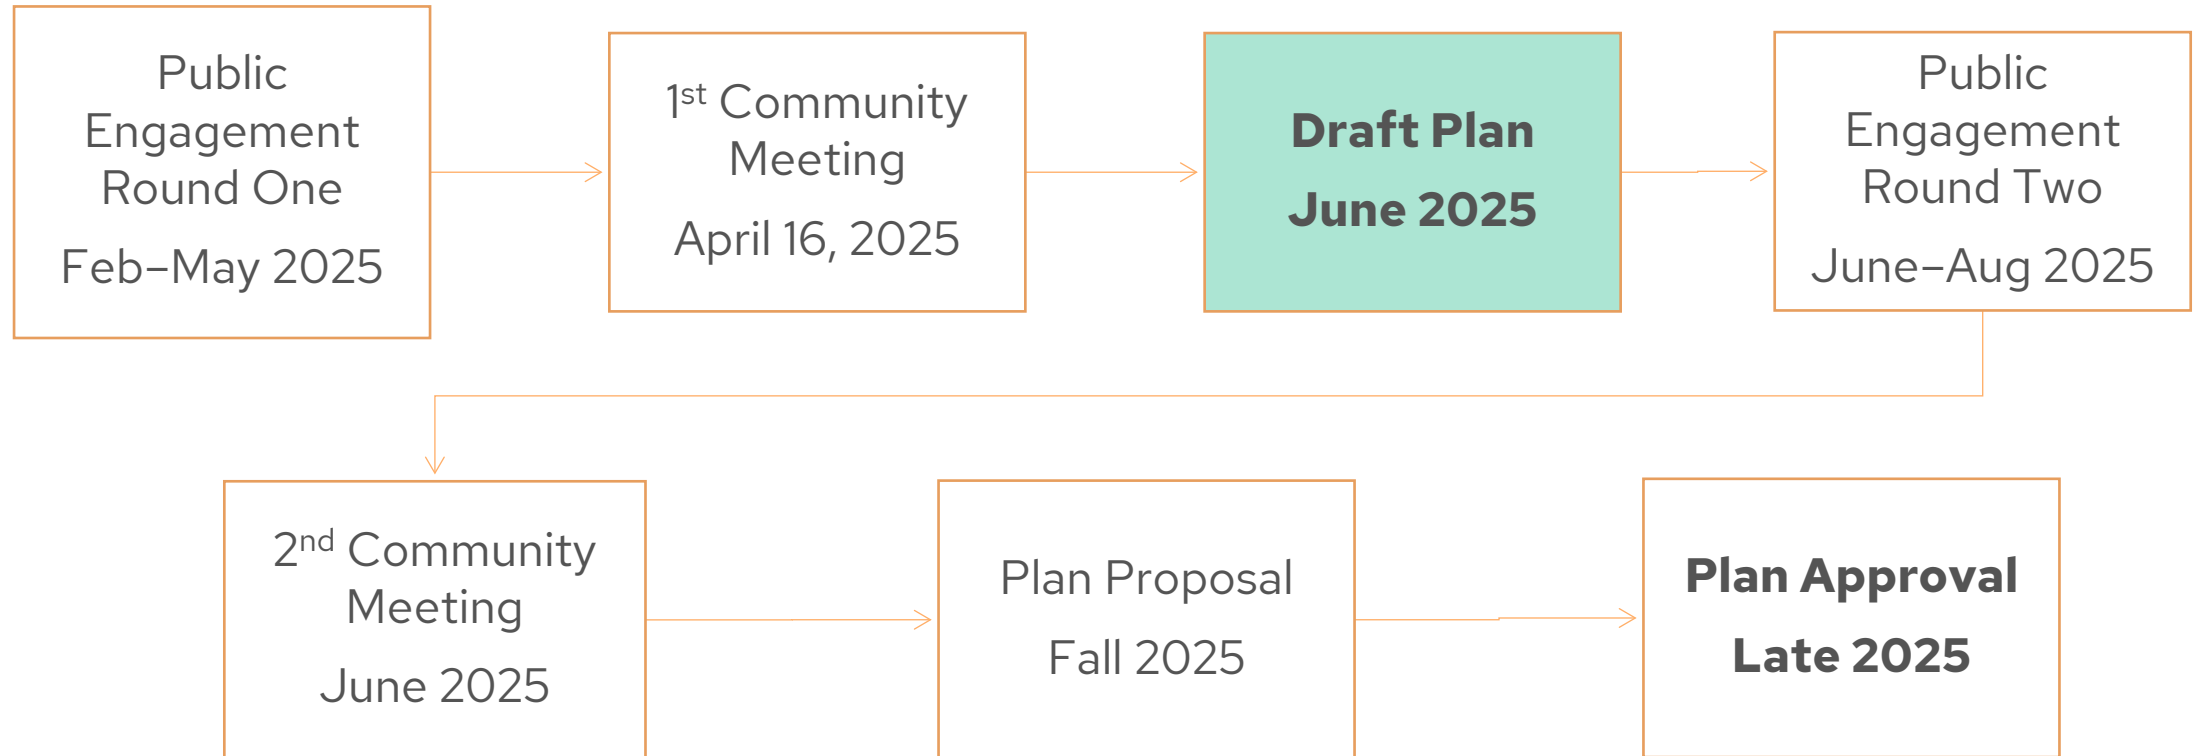 Public
Engagement
Round One
Feb–May 2025
1st Community
Meeting
April 16, 2025
Draft Plan
June 2025
Public
Engagement
Round Two
June–Aug 2025
2nd Community
Meeting
June 2025
Plan Proposal
Fall 2025
Plan Approval
Late 2025